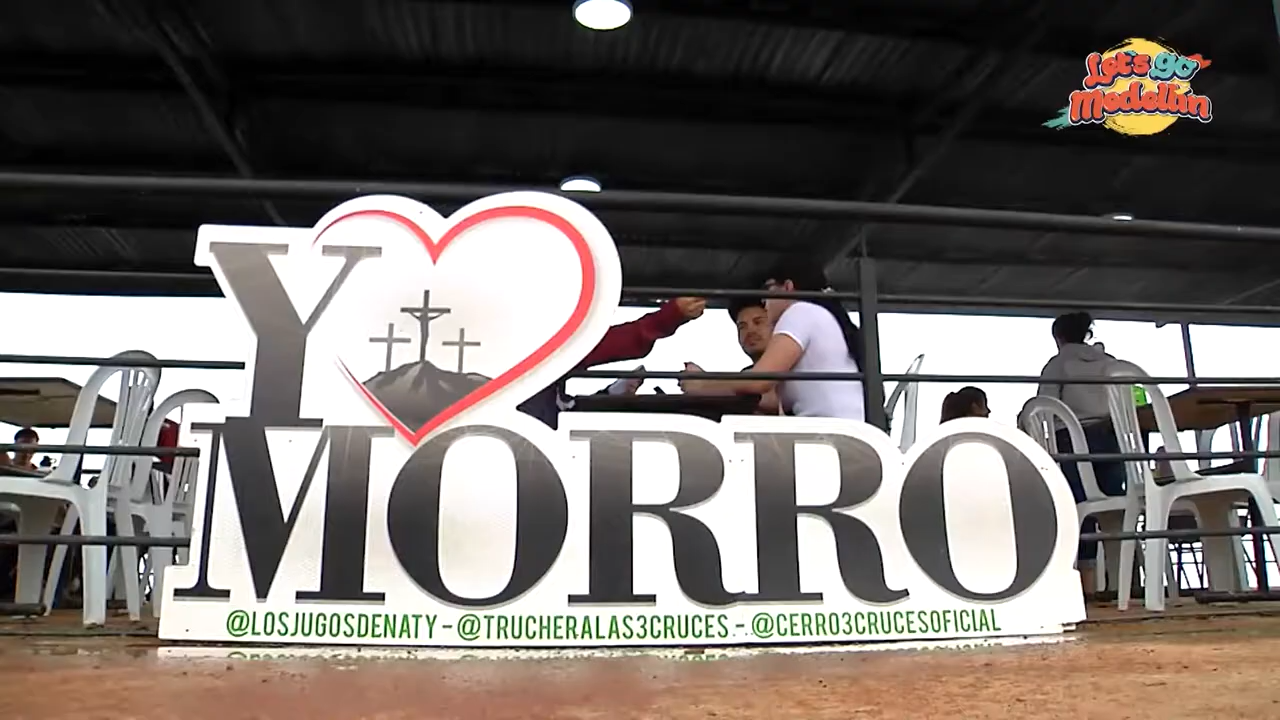 Let's go
Medellín
Y
MORRO
@LOSJUGOSDENATY - @TRUCHERALAS3CRUCES - @CERRO3CRUCESOFICIAL